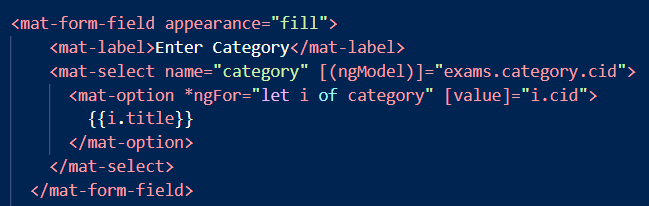 <mat-form-field appearance="fill">
<mat-label>Enter Category</mat-label>
<mat-select name="category" [(ngModel)]="exams.category.cid">
<mat-option *ngFor="let i of category" [value]="i.cid">
{{i.title}}
</mat-option>
</mat-select>
</mat-form-field>